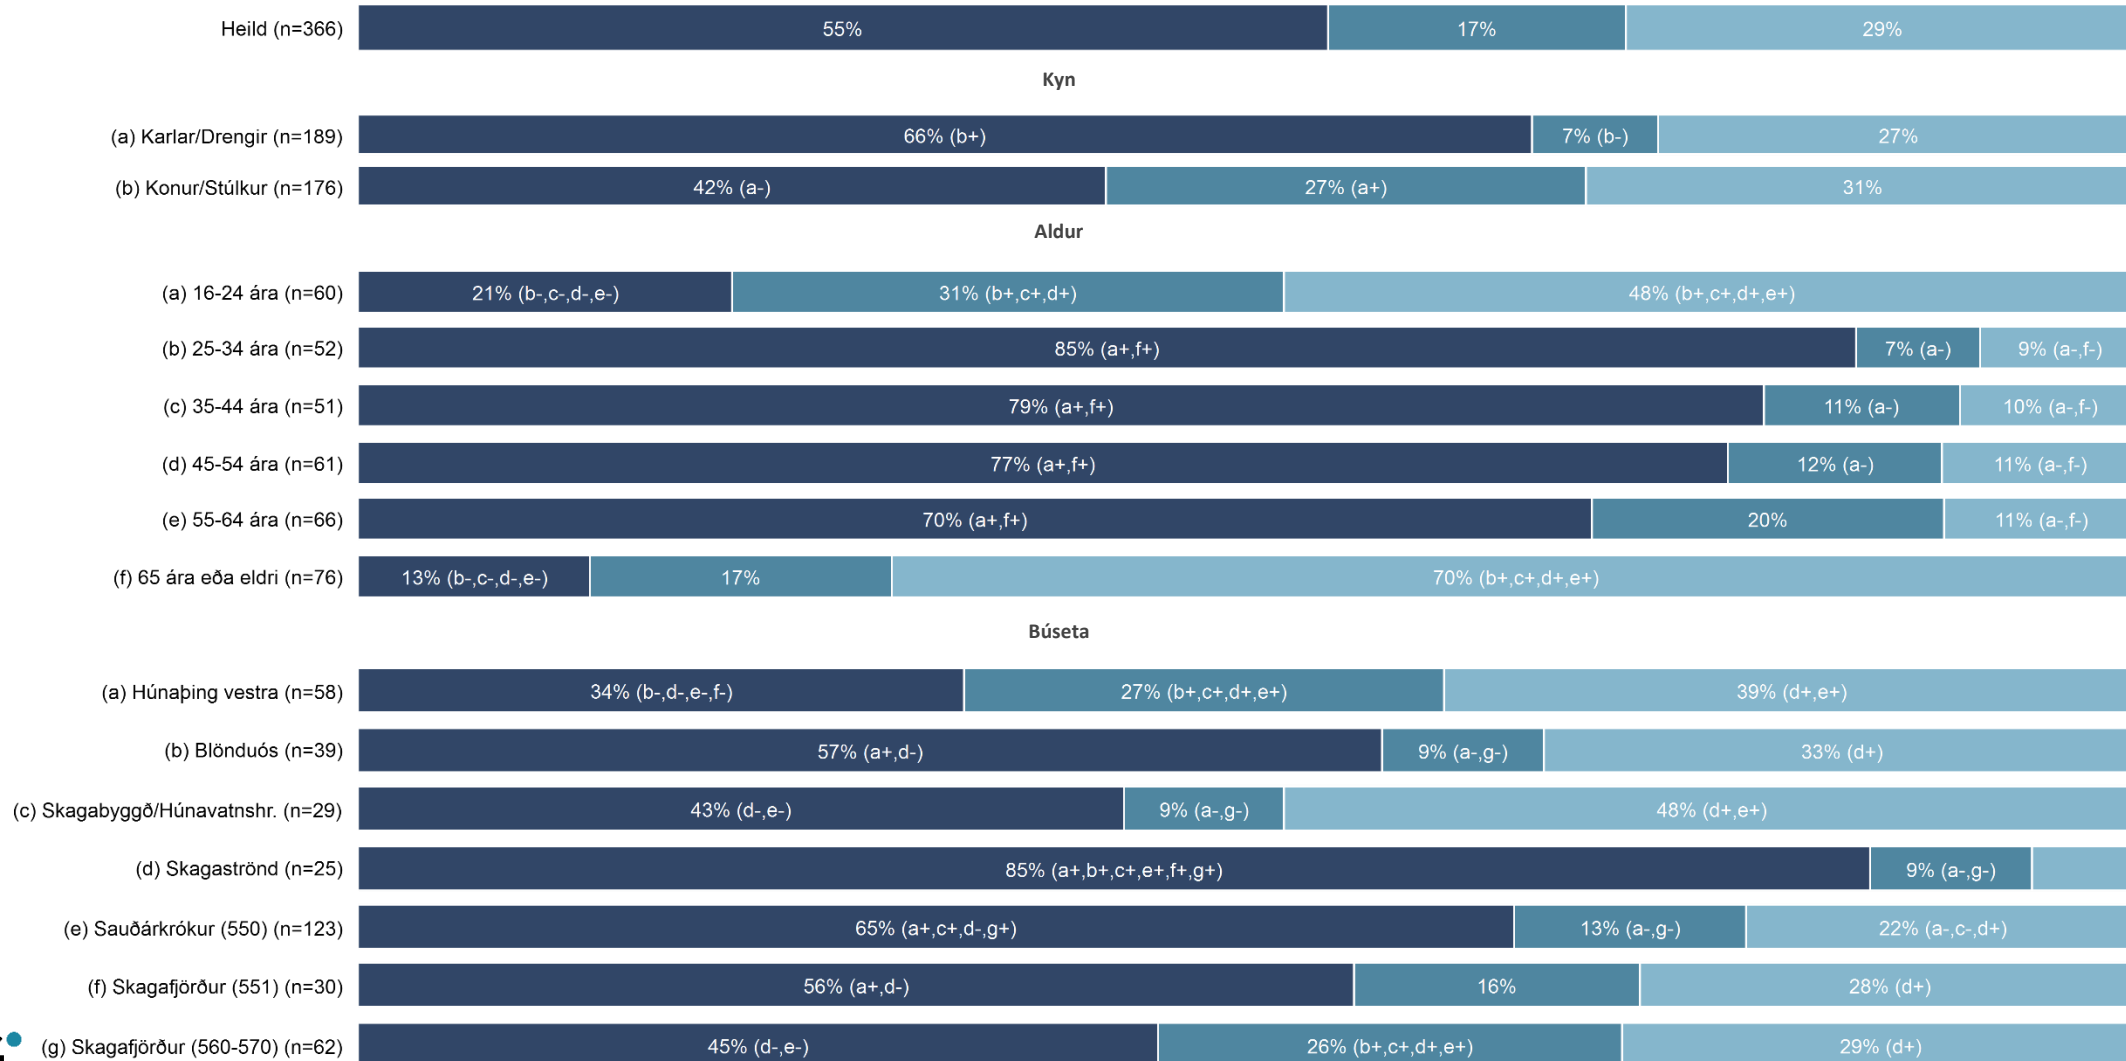 Heild (n=366) 55% 17% 29%
Kyn
(a) Karlar/Drengir (n=189) 66% (b+) 7% (b-) 27%
(b) Konur/Stúlkur (n=176) 42% (a-) 27% (a+) 31%
Aldur
(a) 16-24 ára (n=60) 21% (b-,c-,d-,e-) 31% (b+,c+,d+) 48% (b+,c+,d+,e+)
(b) 25-34 ára (n=52) 85% (a+,f+) 7% (a-) 9% (a-,f-)
(c) 35-44 ára (n=51) 79% (a+,f+) 11% (a-) 10% (a-,f-)
(d) 45-54 ára (n=61) 77% (a+,f+) 12% (a-) 11% (a-,f-)
(e) 55-64 ára (n=66) 70% (a+,f+) 20% 11% (a-,f-)
(f) 65 ára eða eldri (n=76) 13% (b-,c-,d-,e-) 17% 70% (b+,c+,d+,e+)
Búseta
(a) Húnaþing vestra (n=58) 34% (b-,d-,e-,f-) 27% (b+,c+,d+,e+) 39% (d+,e+)
(b) Blönduós (n=39) 57% (a+,d-) 9% (a-,g-) 33% (d+)
(c) Skagabyggð/Húnavatnshr. (n=29) 43% (d-,e-) 9% (a-,g-) 48% (d+,e+)
(d) Skagaströnd (n=25) 85% (a+,b+,c+,e+,f+,g+) 9% (a-,g-)
(e) Sauðárkrókur (550) (n=123) 65% (a+,c+,d-,g+) 13% (a-,g-) 22% (a-,c-,d+)
(f) Skagafjörður (551) (n=30) 56% (a+,d-) 16% 28% (d+)
(g) Skagafjörður (560-570) (n=62) 45% (d-,e-) 26% (b+,c+,d+,e+) 29% (d+)